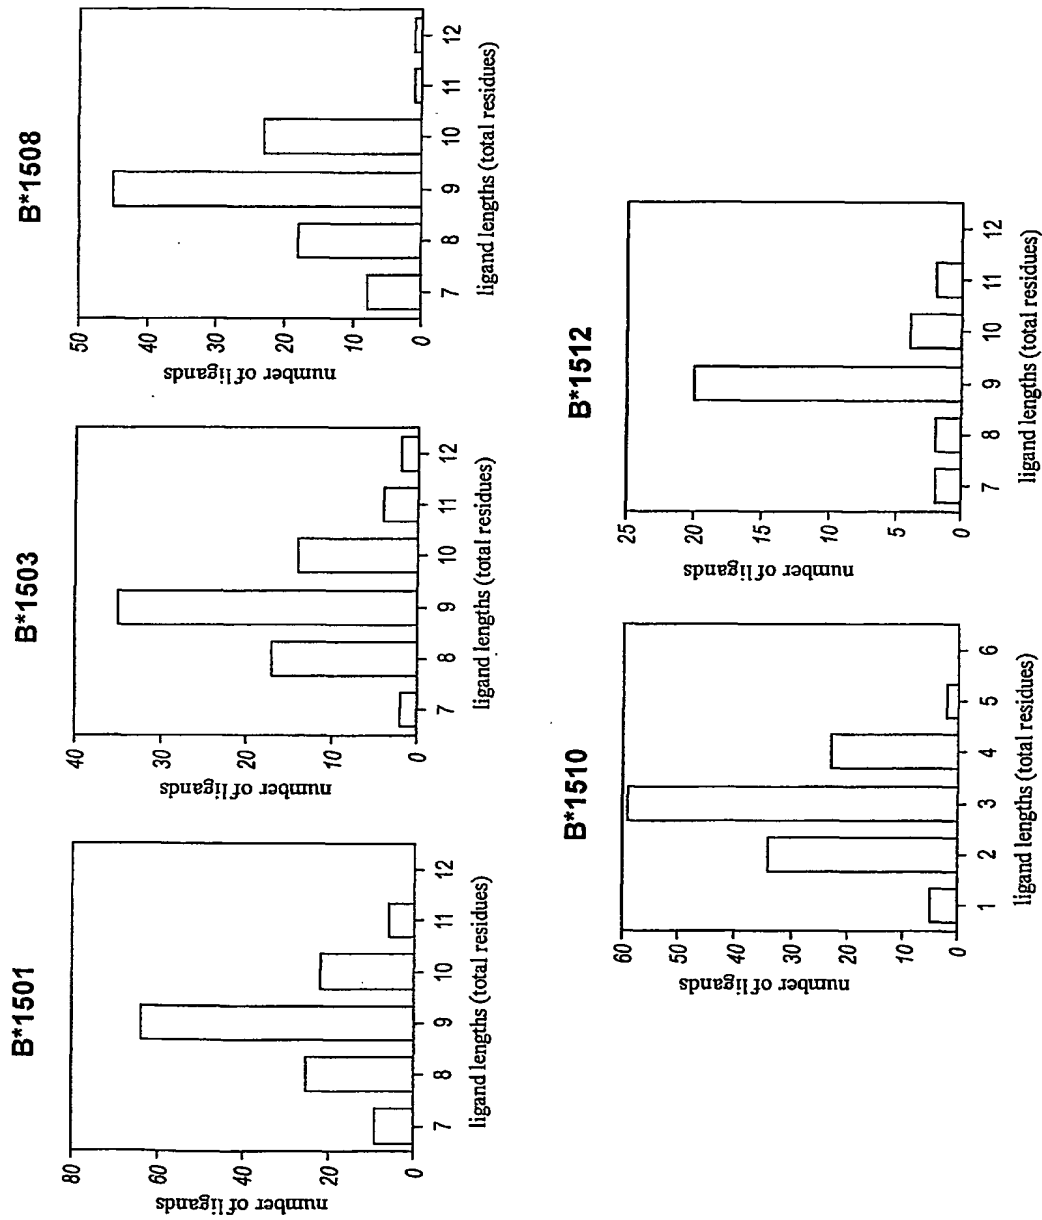 B*1501
80
60
40
20
0
number of ligands
7 8 9 10 11 12
ligand lengths (total residues)
B*1503
40
30
20
10
0
number of ligands
7 8 9 10 11 12
ligand lengths (total residues)
B*1508
50
40
30
20
10
0
number of ligands
7 8 9 10 11 12
ligand lengths (total residues)
B*1510
60
50
40
30
20
10
0
number of ligands
1 2 3 4 5 6
ligand lengths (total residues)
B*1512
25
20
15
10
5
0
number of ligands
7 8 9 10 11 12
ligand lengths (total residues)